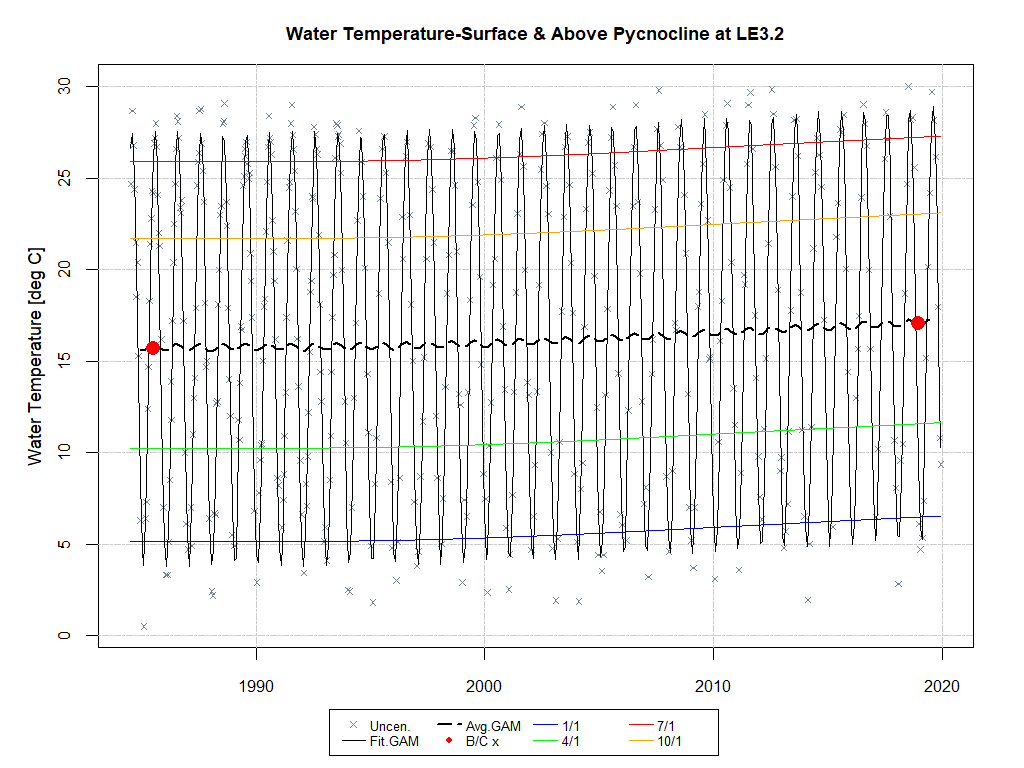 Water Temperature-Surface & Above Pycnocline at LE3.2
Water Temperature [deg C]
30
25
20
15
10
5
0
1990 2000 2010 2020
Uncen. Avg.GAM 1/1 7/1
Fit.GAM B/C x 4/1 10/1